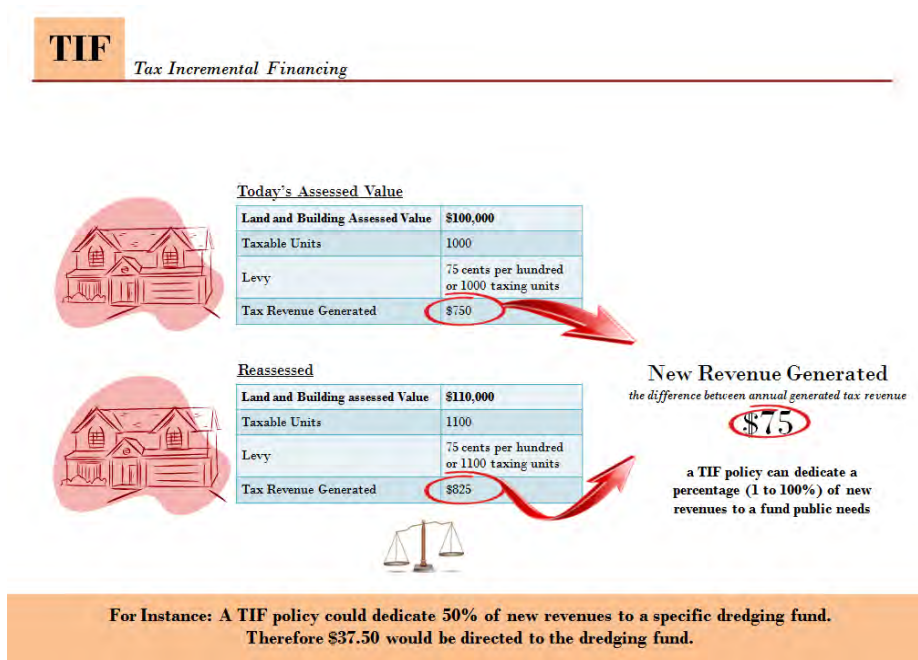 TIF
Tax Incremental Financing
Today's Assessed Value
Land and Building Assessed Value $100,000
Taxable Units 1000
Levy 75 cents per hundred
or 1000 taxing units
Tax Revenue Generated $750
Reassessed
Land and Building assessed Value $110,000
Taxable Units 1100
Levy 75 cents per hundred
or 1100 taxing units
Tax Revenue Generated $825
New Revenue Generated
the difference between annual generated tax revenue
$75
a TIF policy can dedicate a
percentage (1 to 100%) of new
revenues to a fund public needs
For Instance: A TIF policy could dedicate 50% of new revenues to a specific dredging fund.
Therefore $37.50 would be directed to the dredging fund.